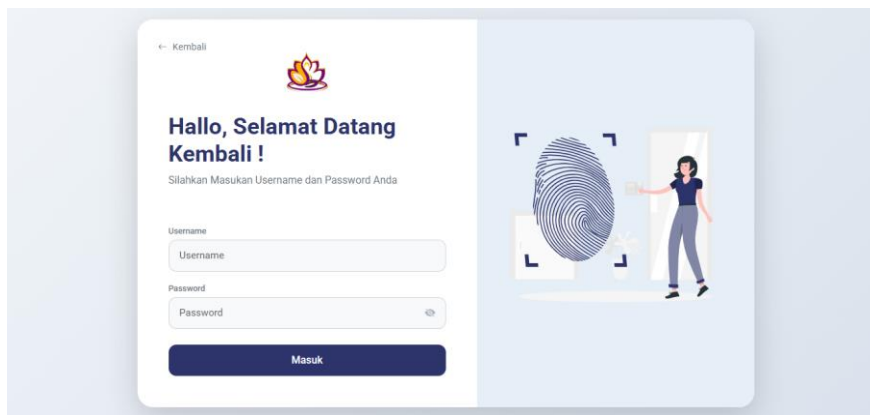 ← Kembali
Hallo, Selamat Datang
Kembali !
Silahkan Masukan Username dan Password Anda
Username
Username
Password
Password
Masuk